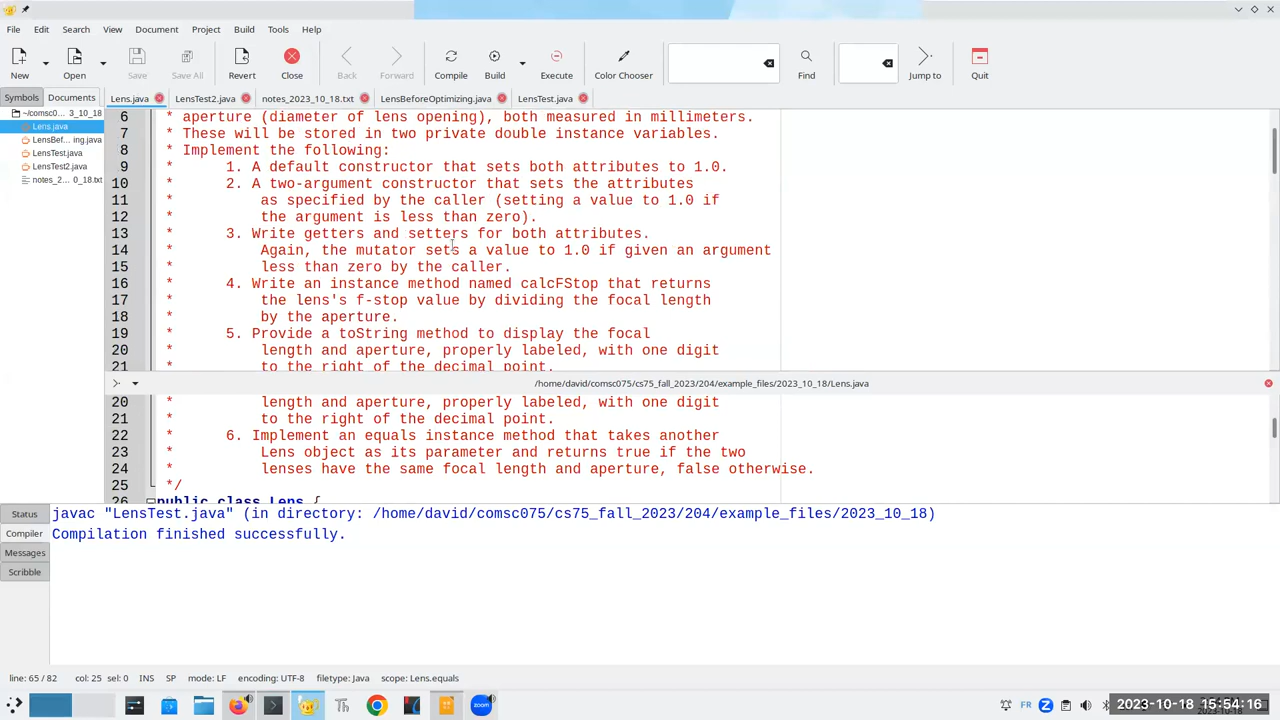 File Edit Search View Document Project Build Tools Help
New Open Save Save All Revert Close Back Forward Compile Build Execute Color Chooser Find Jump to Quit
Symbols Documents Lens.java LensTest2.java notes_2023_10_18.txt LensBeforeOptimizing.java LensTest.java
~/comsc0... 3_10_18
Lens.java
LensBef... ing.java
LensTest.java
LensTest2.java
notes_2... 0_18.txt
6 * aperture (diameter of lens opening), both measured in millimeters.
7 * These will be stored in two private double instance variables.
8 * Implement the following:
9 * 1. A default constructor that sets both attributes to 1.0.
10 * 2. A two-argument constructor that sets the attributes
11 * as specified by the caller (setting a value to 1.0 if
12 * the argument is less than zero).
13 * 3. Write getters and setters for both attributes.
14 * Again, the mutator sets a value to 1.0 if given an argument
15 * less than zero by the caller.
16 * 4. Write an instance method named calcFStop that returns
17 * the lens's f-stop value by dividing the focal length
18 * by the aperture.
19 * 5. Provide a toString method to display the focal
20 * length and aperture, properly labeled, with one digit
21 * to the right of the decimal point.
/home/david/comsc075/cs75_fall_2023/204/example_files/2023_10_18/Lens.java
20 * length and aperture, properly labeled, with one digit
21 * to the right of the decimal point.
22 * 6. Implement an equals instance method that takes another
23 * Lens object as its parameter and returns true if the two
24 * lenses have the same focal length and aperture, false otherwise.
25 */
26 public class Lens {
Status
Compiler
Messages
Scribble
javac "LensTest.java" (in directory: /home/david/comsc075/cs75_fall_2023/204/example_files/2023_10_18)
Compilation finished successfully.
line: 65 / 82 col: 25 sel: 0 INS SP mode: LF encoding: UTF-8 filetype: Java scope: Lens.equals
Th zoom Z FR 2023-10-18 15:54:16